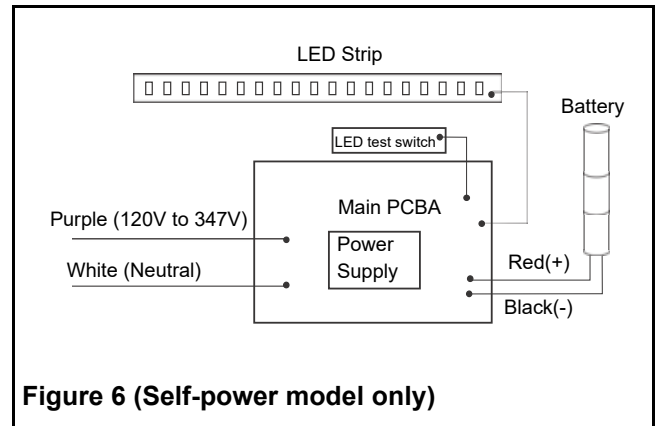 LED Strip
Battery
LED test switch
Main PCBA
Purple (120V to 347V)
Power
Supply
White (Neutral)
Red(+)
Black(-)
Figure 6 (Self-power model only)